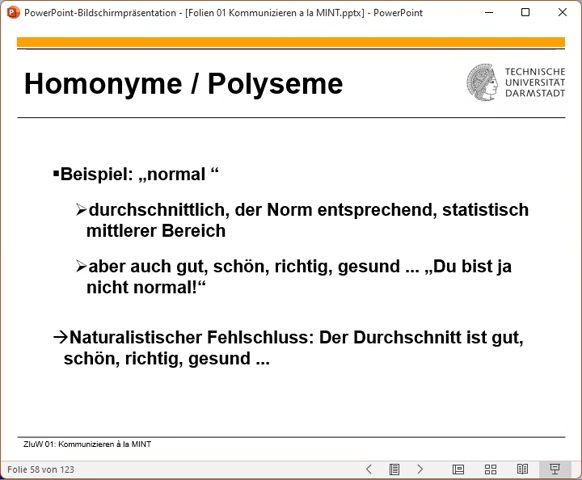 PowerPoint-Bildschirmpräsentation - [Folien 01 Kommunizieren a la MINT.pptx] - PowerPoint
Homonyme / Polyseme
TECHNISCHE
UNIVERSITÄT
DARMSTADT
▪Beispiel: „normal “
➢durchschnittlich, der Norm entsprechend, statistisch
mittlerer Bereich
➢aber auch gut, schön, richtig, gesund ... „Du bist ja
nicht normal!“
→Naturalistischer Fehlschluss: Der Durchschnitt ist gut,
schön, richtig, gesund ...
ZIuW 01: Kommunizieren à la MINT
Folie 58 von 123